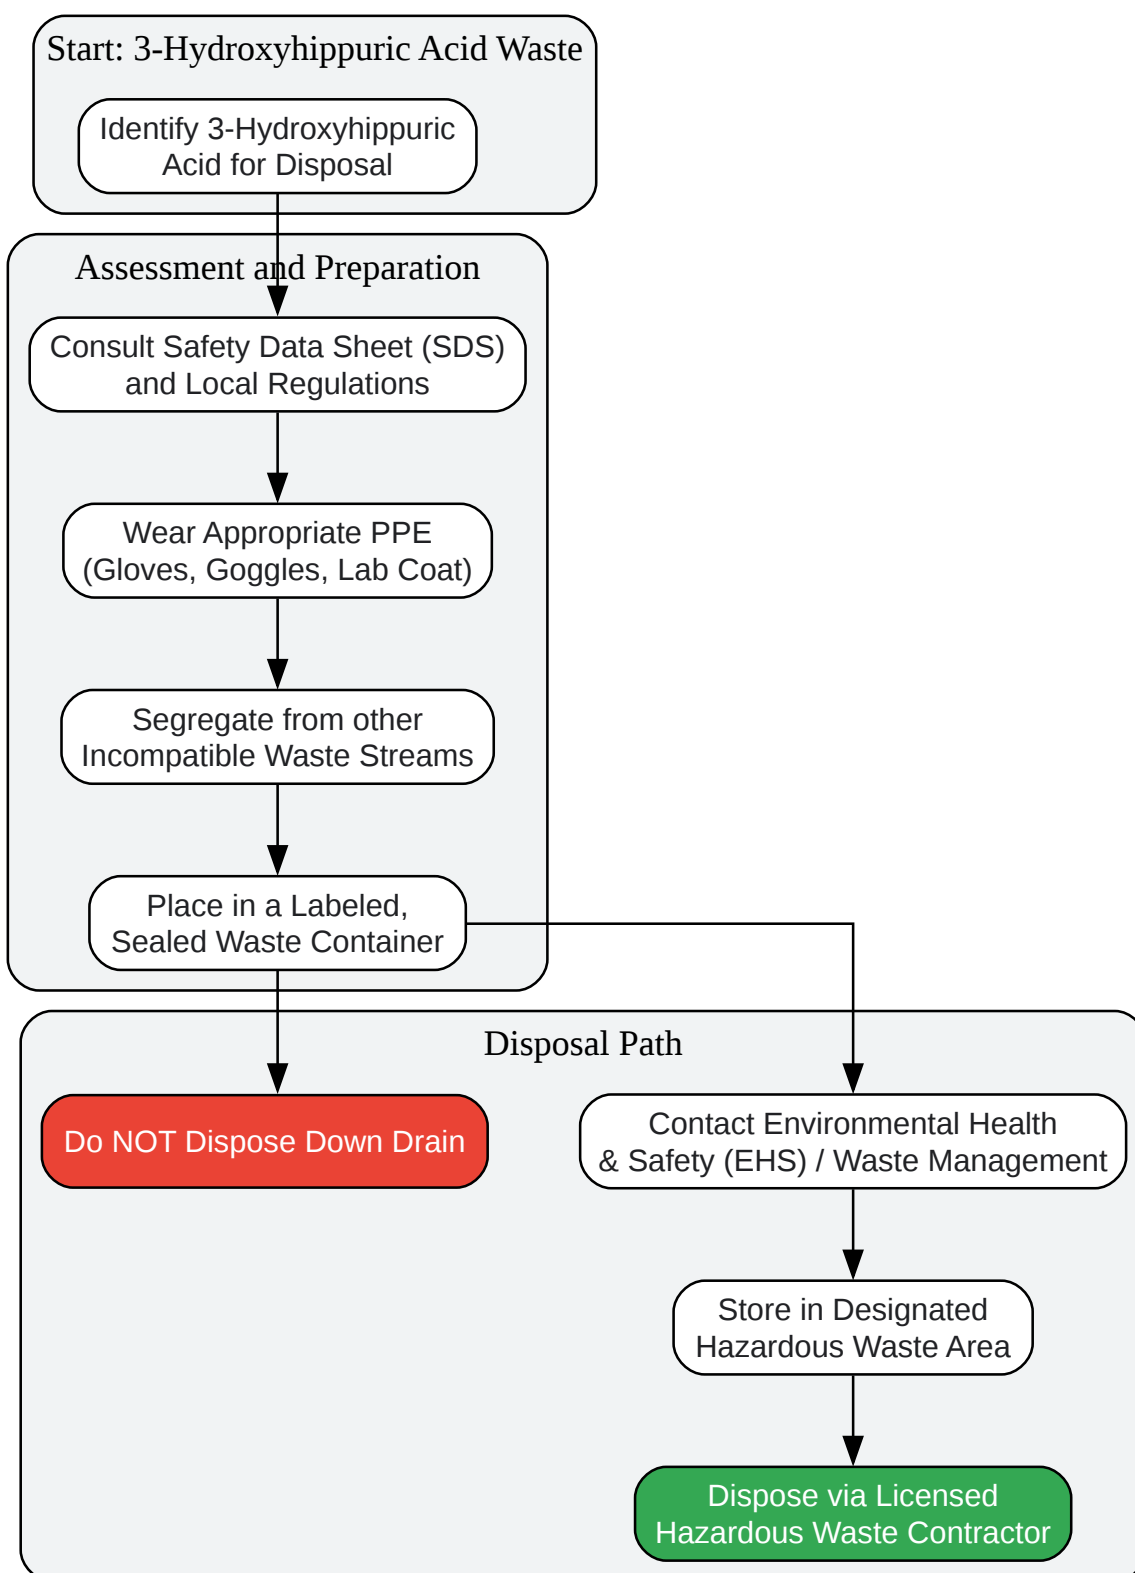 Start: 3-Hydroxyhippuric Acid Waste
Identify 3-Hydroxyhippuric
Acid for Disposal
Assessment and Preparation
Consult Safety Data Sheet (SDS)
and Local Regulations
Wear Appropriate PPE
(Gloves, Goggles, Lab Coat)
Segregate from other
Incompatible Waste Streams
Place in a Labeled,
Sealed Waste Container
Disposal Path
Do NOT Dispose Down Drain
Contact Environmental Health
& Safety (EHS) / Waste Management
Store in Designated
Hazardous Waste Area
Dispose via Licensed
Hazardous Waste Contractor